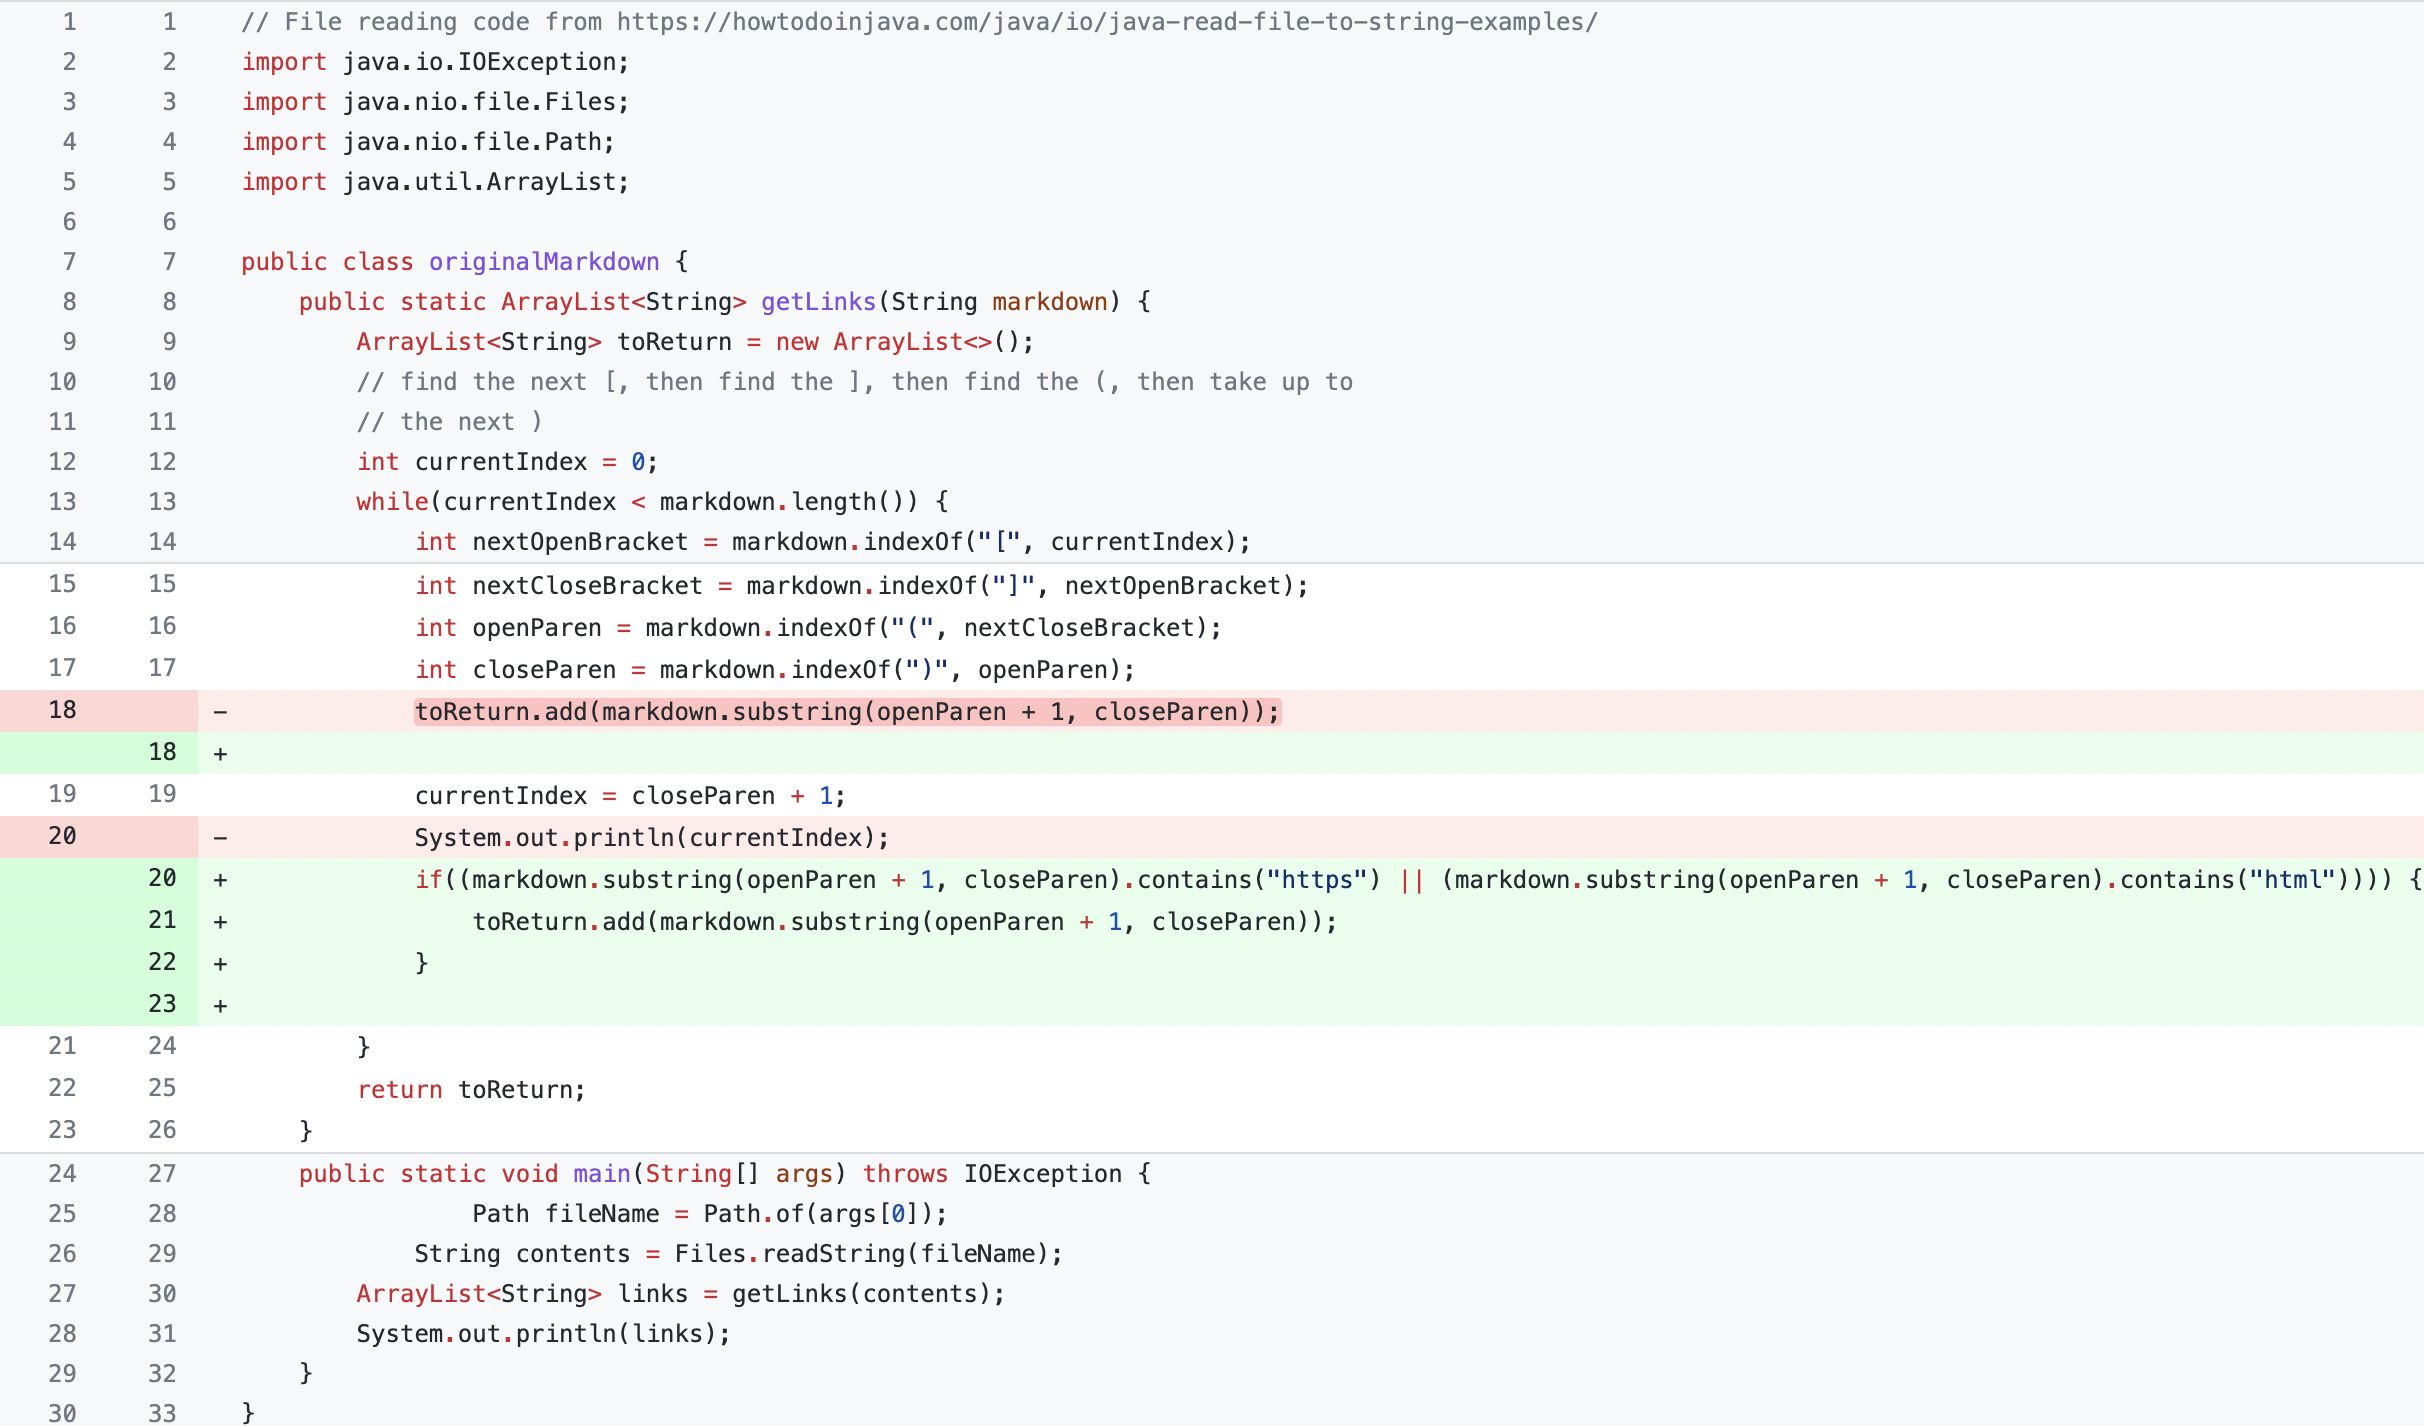 1 1 // File reading code from https://howtodoinjava.com/java/io/java-read-file-to-string-examples/
2 2 import java.io.IOException;
3 3 import java.nio.file.Files;
4 4 import java.nio.file.Path;
5 5 import java.util.ArrayList;
6 6
7 7 public class originalMarkdown {
8 8     public static ArrayList<String> getLinks(String markdown) {
9 9         ArrayList<String> toReturn = new ArrayList<>();
10 10         // find the next [, then find the ], then find the (, then take up to
11 11         // the next )
12 12         int currentIndex = 0;
13 13         while(currentIndex < markdown.length()) {
14 14             int nextOpenBracket = markdown.indexOf("[", currentIndex);
15 15             int nextCloseBracket = markdown.indexOf("]", nextOpenBracket);
16 16             int openParen = markdown.indexOf("(", nextCloseBracket);
17 17             int closeParen = markdown.indexOf(")", openParen);
18 -             toReturn.add(markdown.substring(openParen + 1, closeParen));
18 +
19 19             currentIndex = closeParen + 1;
20 -             System.out.println(currentIndex);
20 +             if((markdown.substring(openParen + 1, closeParen).contains("https") || (markdown.substring(openParen + 1, closeParen).contains("html")))) {
21 +                 toReturn.add(markdown.substring(openParen + 1, closeParen));
22 +             }
23 +
21 24         }
22 25         return toReturn;
23 26     }
24 27     public static void main(String[] args) throws IOException {
25 28                 Path fileName = Path.of(args[0]);
26 29             String contents = Files.readString(fileName);
27 30         ArrayList<String> links = getLinks(contents);
28 31         System.out.println(links);
29 32     }
30 33 }